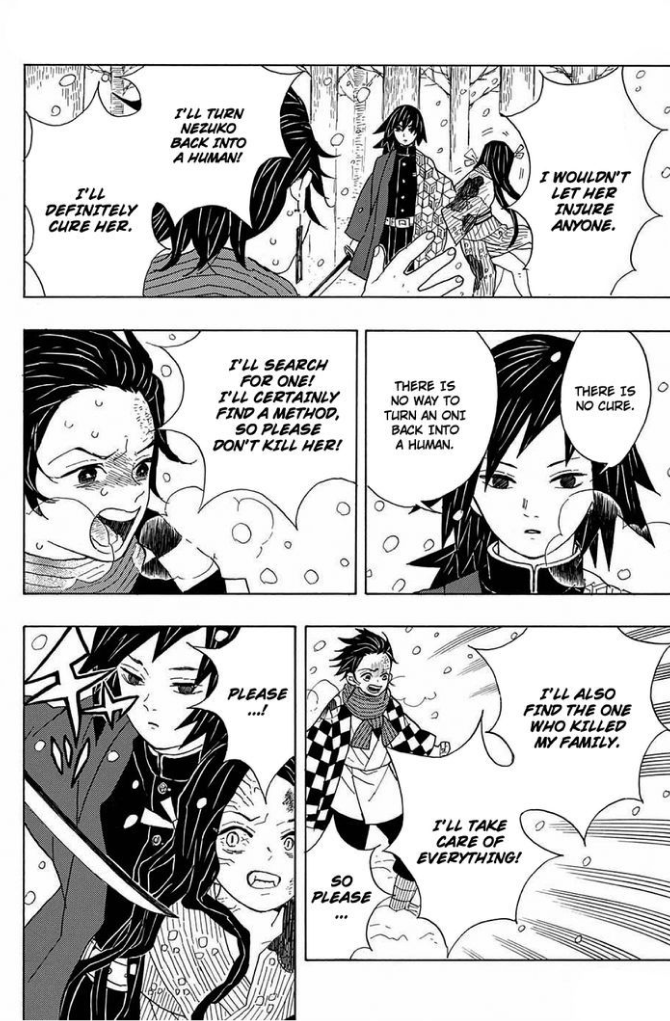 I WOULDN'T
LET HER
INJURE
ANYONE.
I'LL TURN
NEZUKO
BACK INTO
A HUMAN!
I'LL
DEFINITELY
CURE HER.
THERE IS
NO CURE.
THERE IS
NO WAY TO
TURN AN ONI
BACK INTO
A HUMAN.
I'LL SEARCH
FOR ONE!
I'LL CERTAINLY
FIND A METHOD,
SO PLEASE
DON'T KILL HER!
I'LL ALSO
FIND THE ONE
WHO KILLED
MY FAMILY.
I'LL TAKE
CARE OF
EVERYTHING!
SO
PLEASE
...
PLEASE
...!